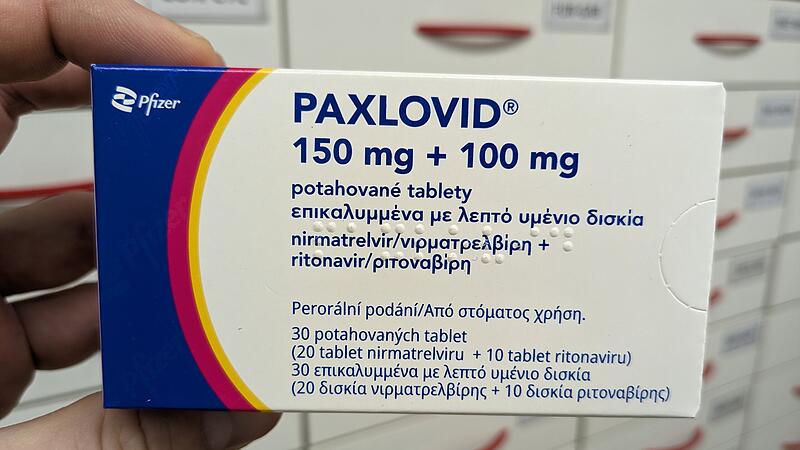 Pfizer
PAXLOVID®
150 mg + 100 mg
potahované tablety
επικαλυμμένα με λεπτό υμένιο δισκία
nirmatrelvir/νιρματρελβίρη +
ritonavir/ριτοναβίρη
Perorální podání/Από στόματος χρήση.
30 potahovaných tablet
(20 tablet nirmatrelviru + 10 tablet ritonaviru)
30 επικαλυμμένα με λεπτό υμένιο δισκία
(20 δισκία νιρματρελβίρης + 10 δισκία ριτοναβίρης)